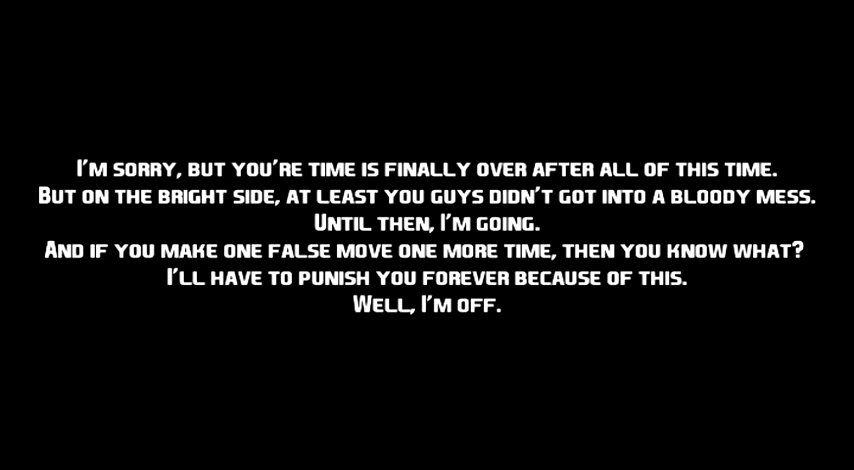 I'm sorry, but you're time is finally over after all of this time.
But on the bright side, at least you guys didn't got into a bloody mess.
Until then, I'm going.
And if you make one false move one more time, then you know what?
I'll have to punish you forever because of this.
Well, I'm off.